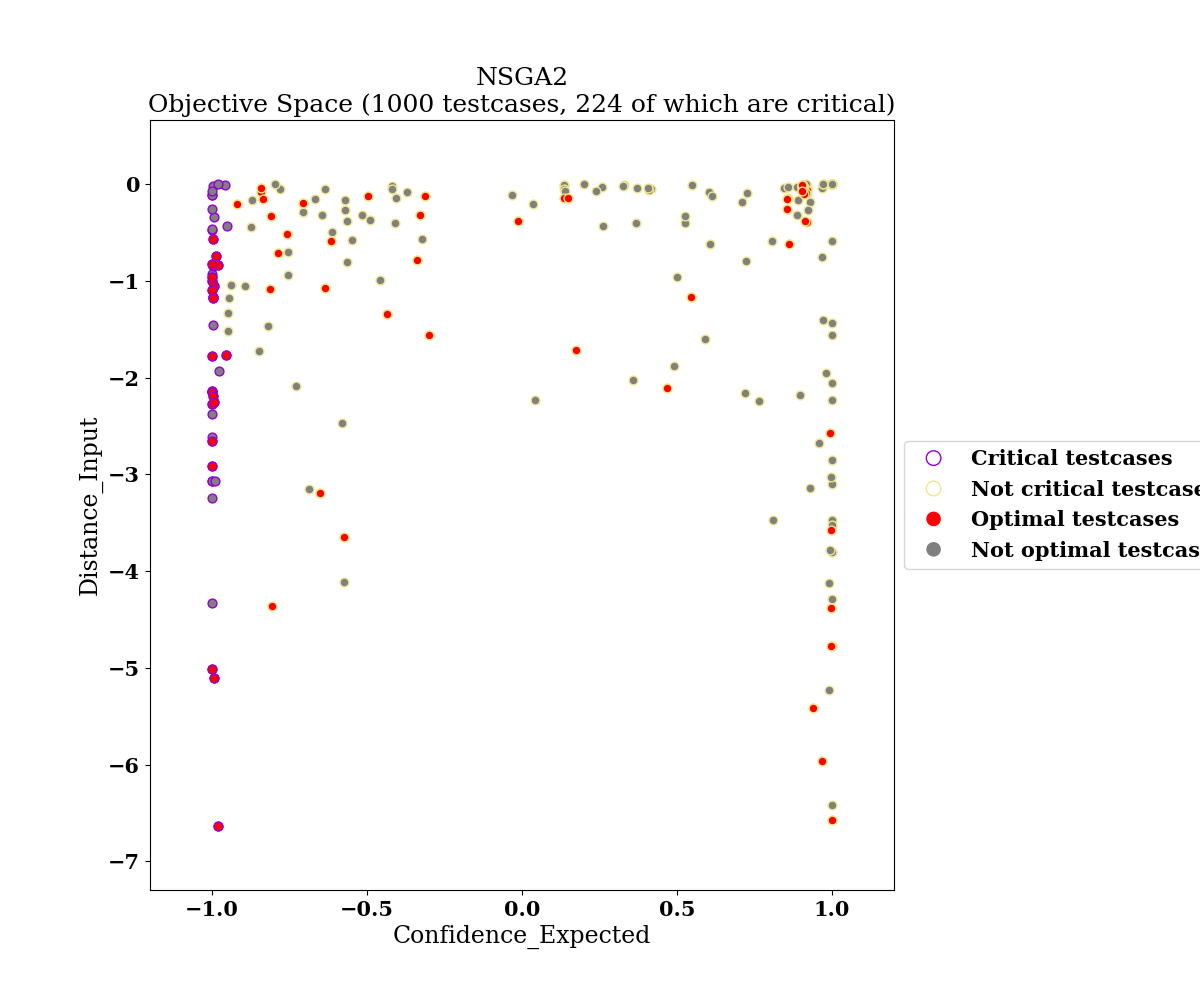 NSGA2
Objective Space (1000 testcases, 224 of which are critical)
0
−1
−2
−3
−4
−5
−6
−7
Distance_Input
−1.0
−0.5
0.0
0.5
1.0
Confidence_Expected
Critical testcases
Not critical testcase
Optimal testcases
Not optimal testcas